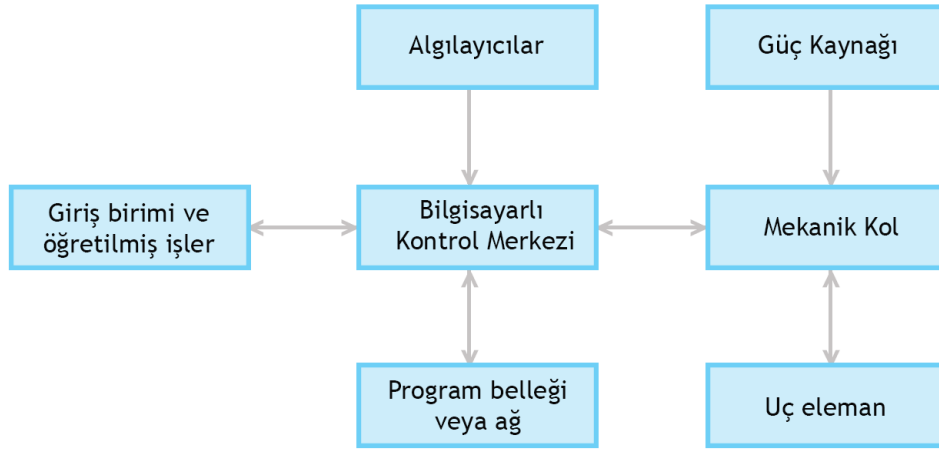 Algılayıcılar
Güç Kaynağı
Giriş birimi ve
öğretilmiş işler
Bilgisayarlı
Kontrol Merkezi
Mekanik Kol
Program belleği
veya ağ
Uç eleman